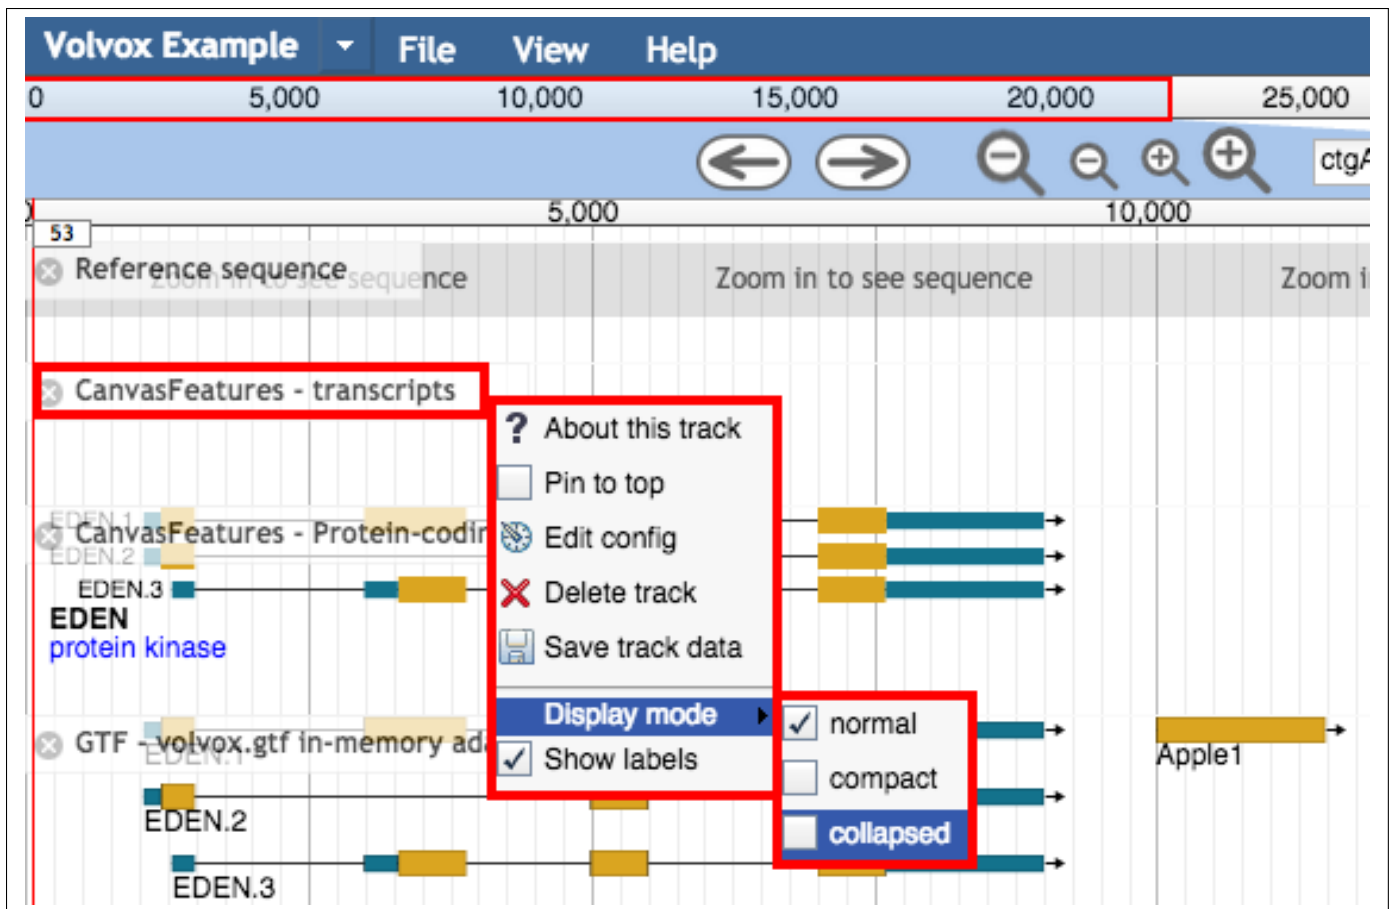 Volvox Example File View Help
0 5,000 10,000 15,000 20,000 25,000
ctgA
0 5,000 10,000
53
Reference sequence
Zoom in to see sequence Zoom in to see sequence Zoom i
CanvasFeatures - transcripts
? About this track
Pin to top
EDEN.1
CanvasFeatures - Protein-codin
Edit config
EDEN.2
EDEN.3
Delete track
EDEN
protein kinase
Save track data
Display mode
normal
GTF - volvox.gtf in-memory ada
EDEN.1
Show labels
Apple1
compact
EDEN.2
collapsed
EDEN.3